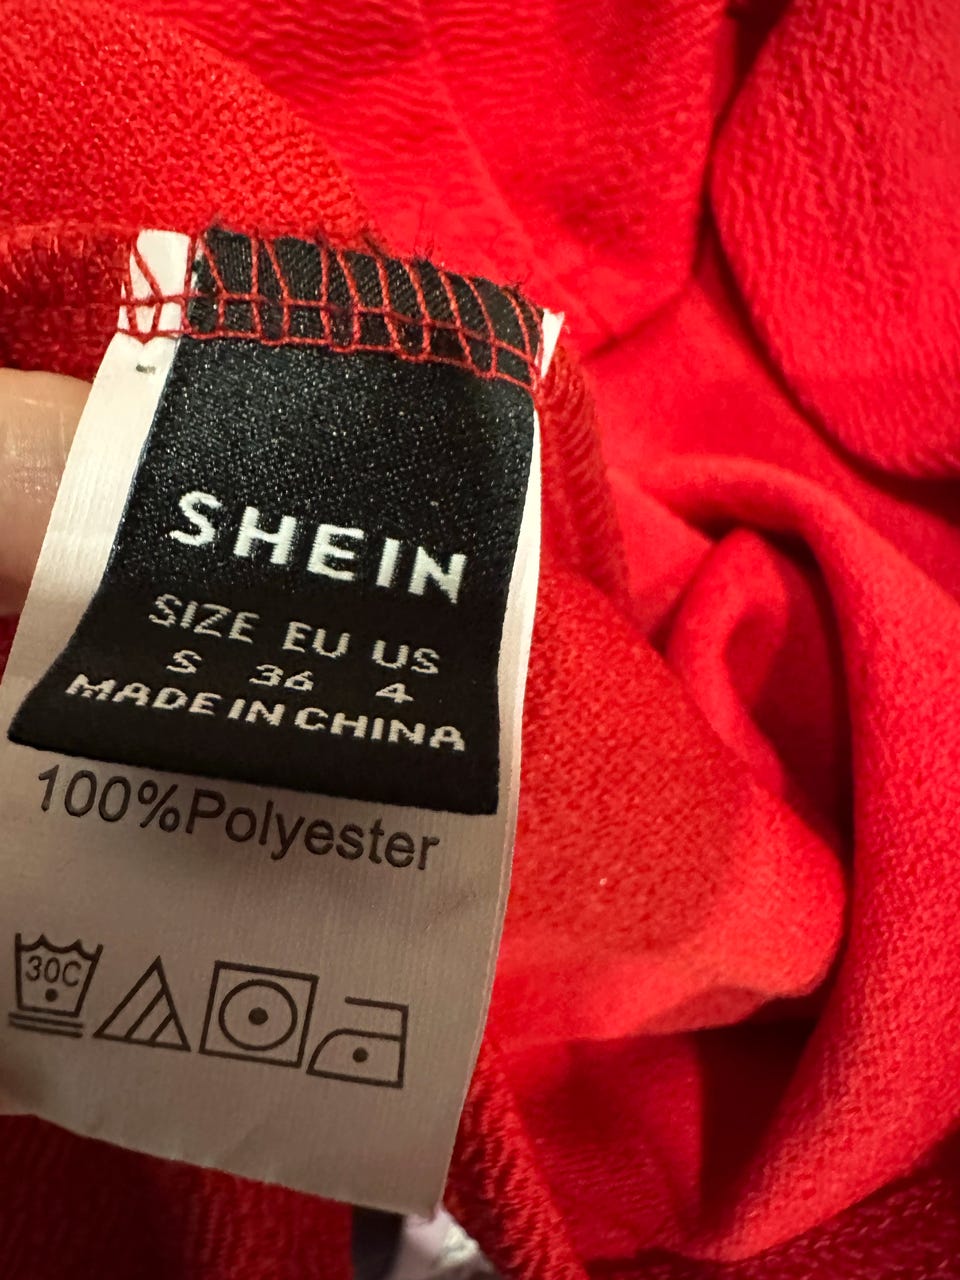 SHEIN
SIZE EU US
S 36 4
MADE IN CHINA
100%Polyester
30C